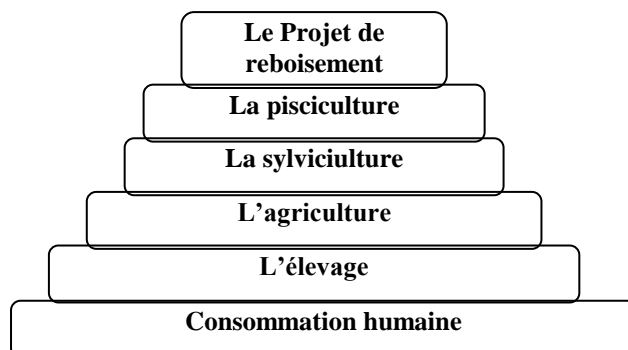 Le Projet de
reboisement
La pisciculture
La sylviciulture
L’agriculture
L’élevage
Consommation humaine